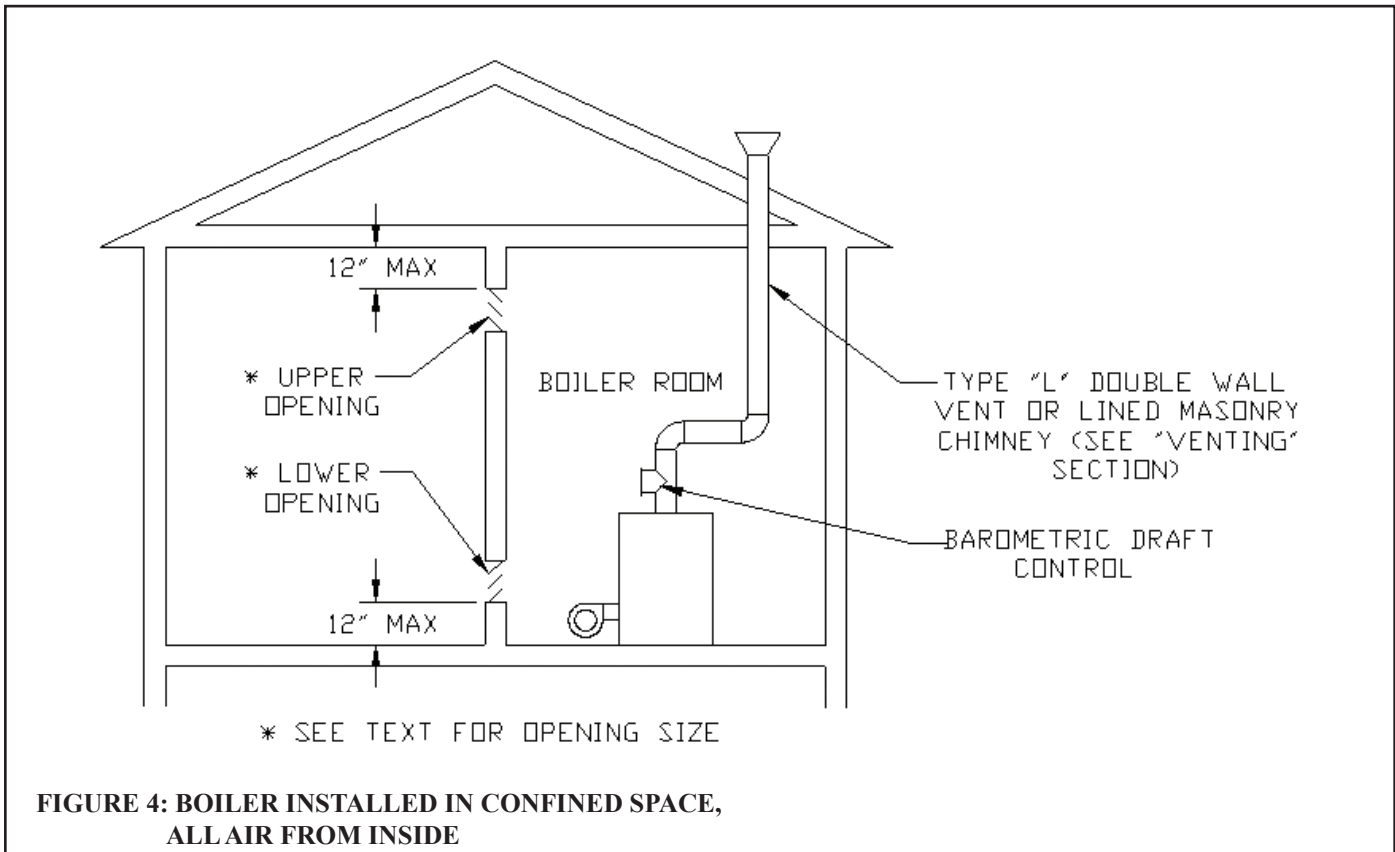 12" MAX
* UPPER
OPENING
BOILER ROOM
* LOWER
OPENING
12" MAX
TYPE "L" DOUBLE WALL
VENT OR LINED MASONRY
CHIMNEY (SEE "VENTING"
SECTION)
BAROMETRIC DRAFT
CONTROL
* SEE TEXT FOR OPENING SIZE
FIGURE 4: BOILER INSTALLED IN CONFINED SPACE,
ALL AIR FROM INSIDE